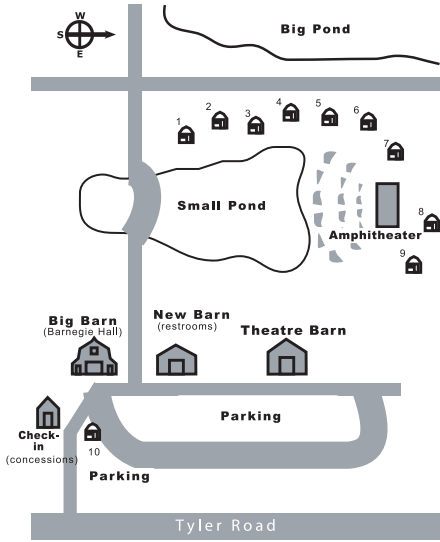 W
S
E
Big Pond
1
2
3
4
5
6
7
8
9
Small Pond
Amphitheater
Big Barn
(Barnegie Hall)
New Barn
(restrooms)
Theatre Barn
Check-
in
(concessions)
10
Parking
Parking
Tyler Road